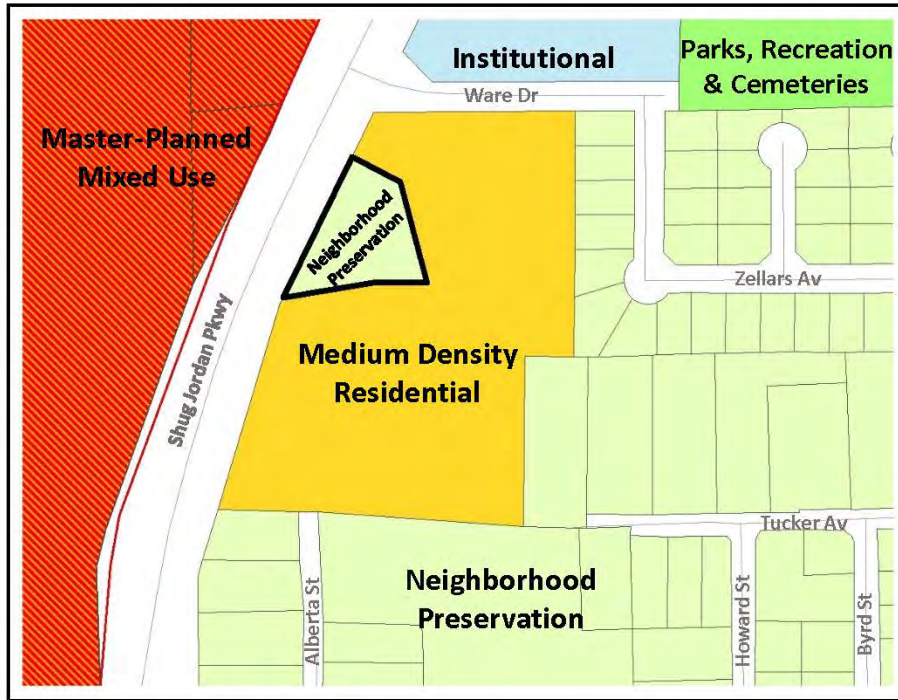 Institutional
Parks, Recreation
& Cemeteries
Ware Dr
Master-Planned
Mixed Use
Neighborhood
Preservation
Zellars Av
Shug Jordan Pkwy
Medium Density
Residential
Tucker Av
Neighborhood
Preservation
Alberta St
Howard St
Byrd St